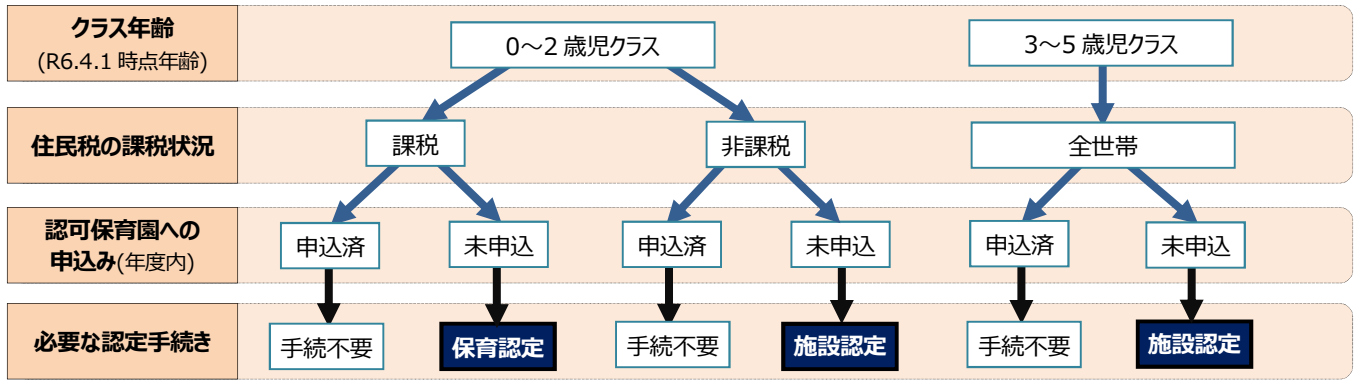 クラス年齢
(R6.4.1 時点年齢)
0～2 歳児クラス
3～5 歳児クラス
住民税の課税状況
課税
非課税
全世帯
認可保育園への
申込み(年度内)
申込済
未申込
申込済
未申込
申込済
未申込
必要な認定手続き
手続不要
保育認定
手続不要
施設認定
手続不要
施設認定